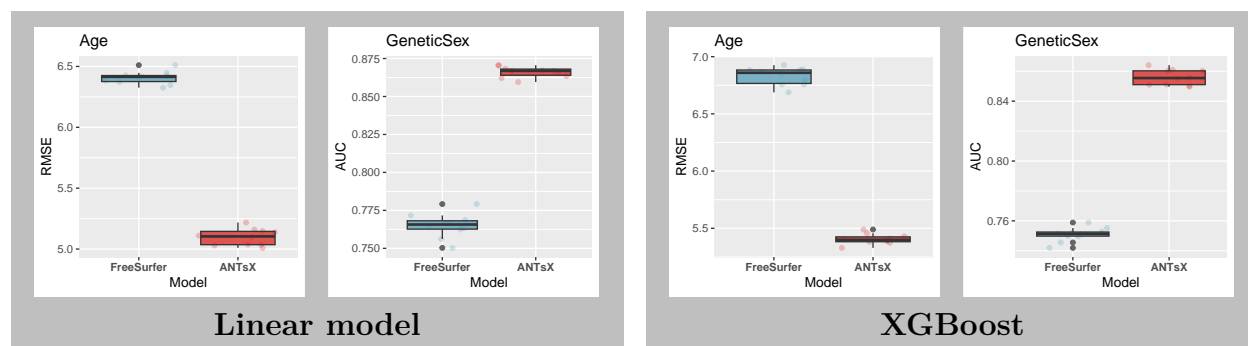 Age
RMSE
6.5
6.0
5.5
5.0
FreeSurfer ANTsX
Model
GeneticSex
AUC
0.875
0.850
0.825
0.800
0.775
0.750
FreeSurfer ANTsX
Model
Linear model
Age
RMSE
7.0
6.5
6.0
5.5
FreeSurfer ANTsX
Model
GeneticSex
AUC
0.84
0.80
0.76
FreeSurfer ANTsX
Model
XGBoost